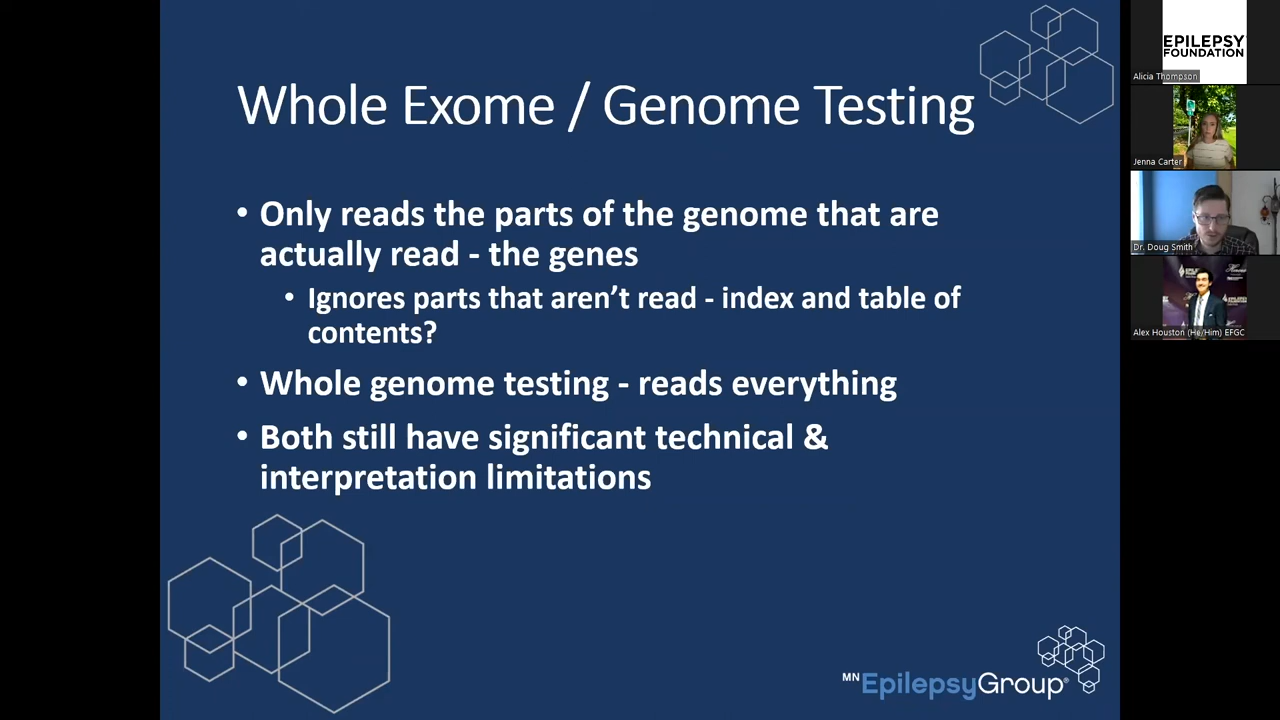 Whole Exome / Genome Testing
• Only reads the parts of the genome that are
actually read - the genes
• Ignores parts that aren’t read - index and table of
contents?
• Whole genome testing - reads everything
• Both still have significant technical &
interpretation limitations
MN EpilepsyGroup®
EPILEPSY
FOUNDATION
Alicia Thompson
Jenna Carter
Dr. Doug Smith
Alex Houston (He/Him) EFGC